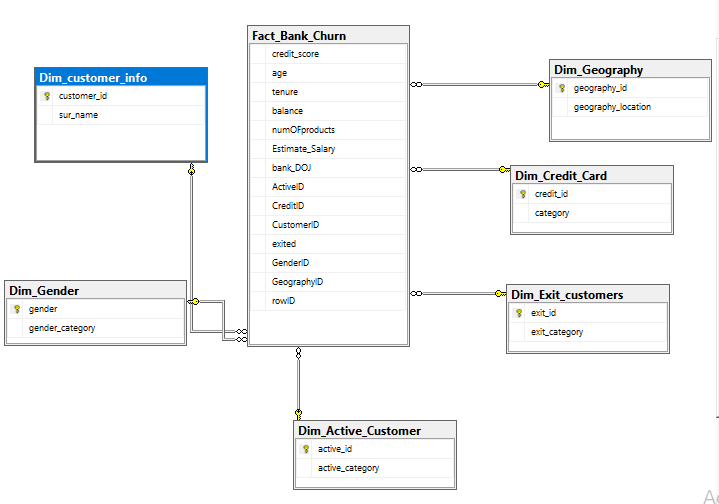 Fact_Bank_Churn
credit_score
age
tenure
balance
numOFproducts
Estimate_Salary
bank_DOJ
ActiveID
CreditID
CustomerID
exited
GenderID
GeographyID
rowID
Dim_customer_info
customer_id
sur_name
Dim_Geography
geography_id
geography_location
Dim_Credit_Card
credit_id
category
Dim_Gender
gender
gender_category
Dim_Exit_customers
exit_id
exit_category
Dim_Active_Customer
active_id
active_category